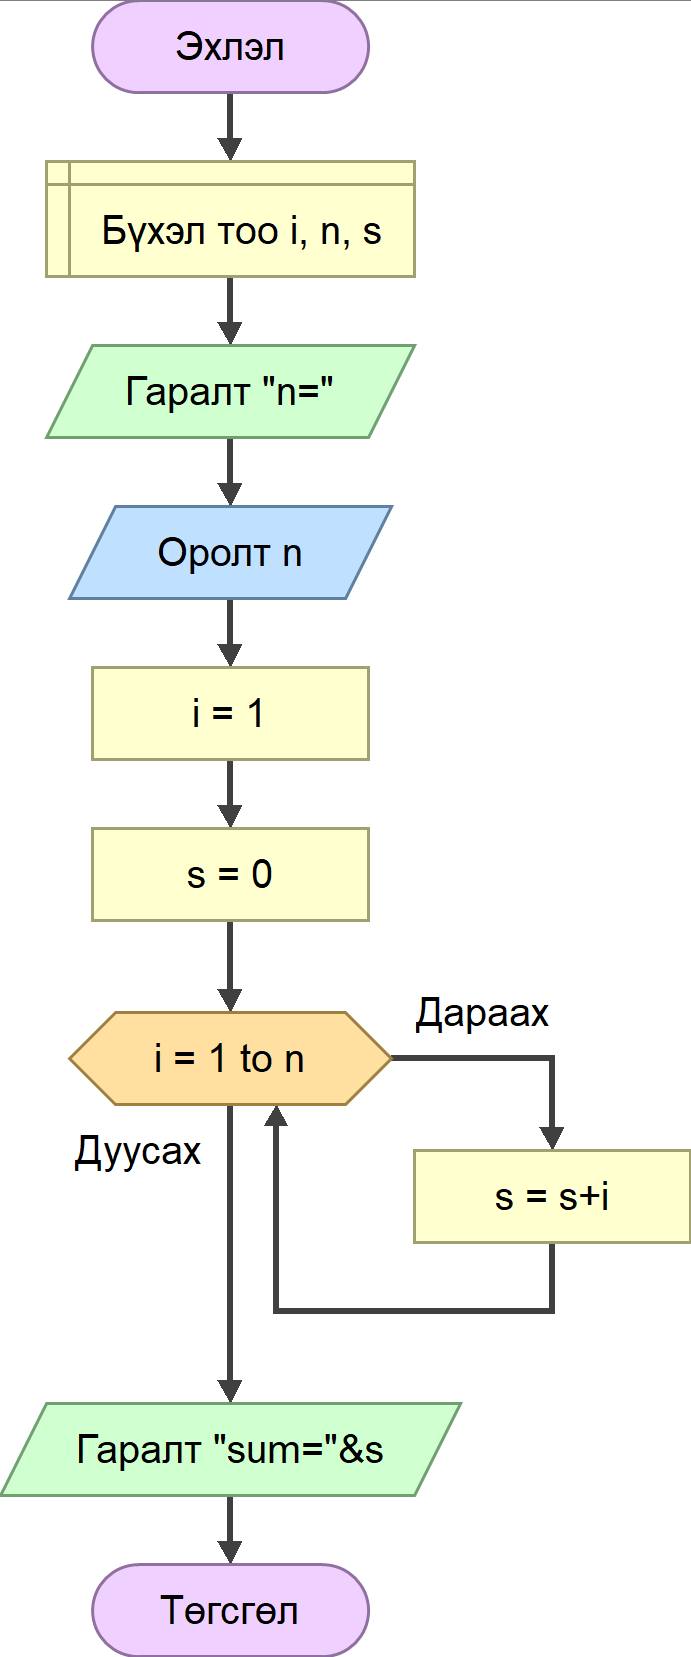 Эхлэл
Бүхэл тоо i, n, s
Гаралт "n="
Оролт n
i = 1
s = 0
i = 1 to n
Дараах
Дуусах
s = s+i
Гаралт "sum="&s
Төгсгөл